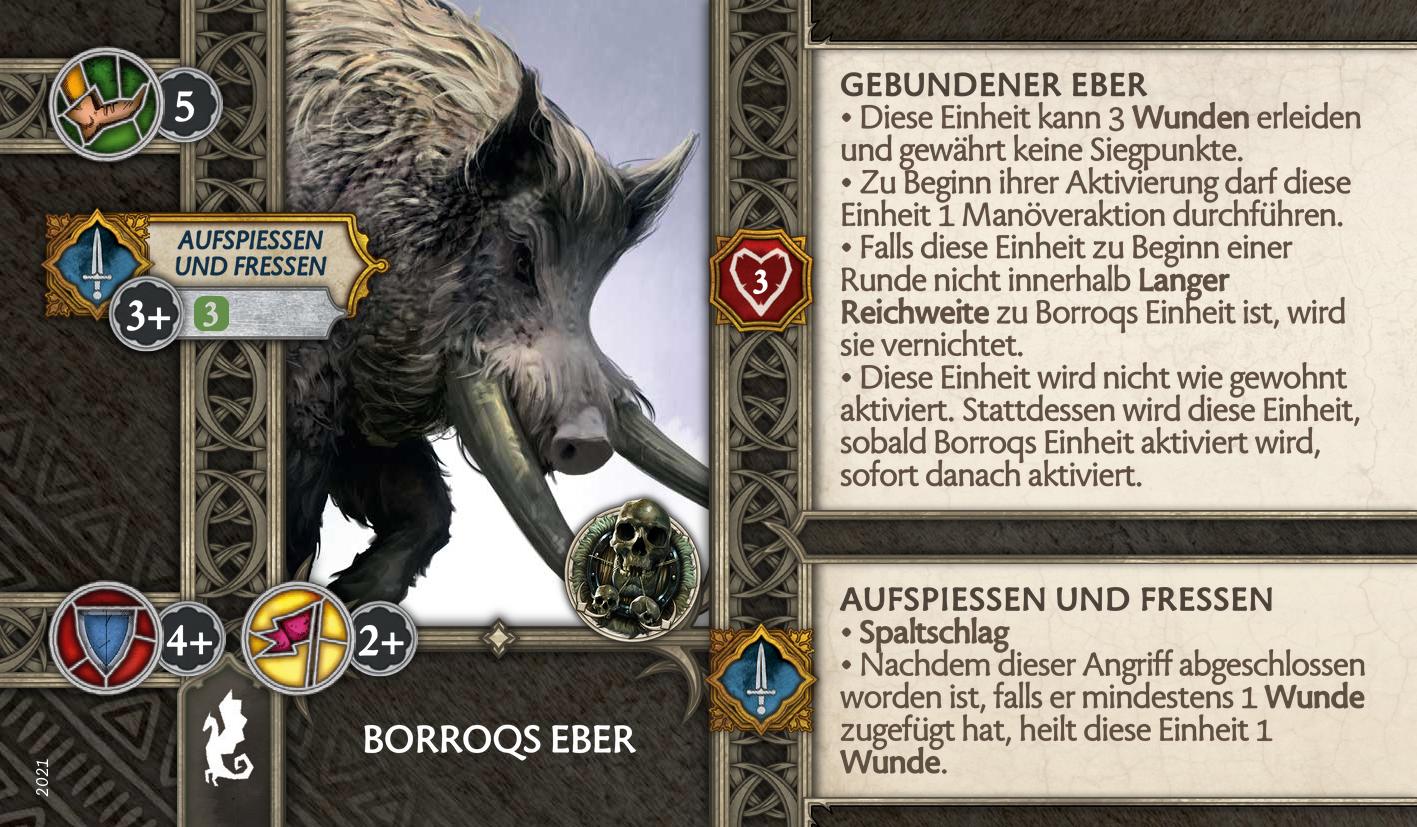 5
AUFSPIESSEN
UND FRESSEN
3+
3
4+
2+
BORROQS EBER
2021
3
GEBUNDENER EBER
• Diese Einheit kann 3 Wunden erleiden
und gewährt keine Siegpunkte.
• Zu Beginn ihrer Aktivierung darf diese
Einheit 1 Manöveraktion durchführen.
• Falls diese Einheit zu Beginn einer
Runde nicht innerhalb Langer
Reichweite zu Borroqs Einheit ist, wird
sie vernichtet.
• Diese Einheit wird nicht wie gewohnt
aktiviert. Stattdessen wird diese Einheit,
sobald Borroqs Einheit aktiviert wird,
sofort danach aktiviert.
AUFSPIESSEN UND FRESSEN
• Spaltschlag
• Nachdem dieser Angriff abgeschlossen
worden ist, falls er mindestens 1 Wunde
zugefügt hat, heilt diese Einheit 1
Wunde.